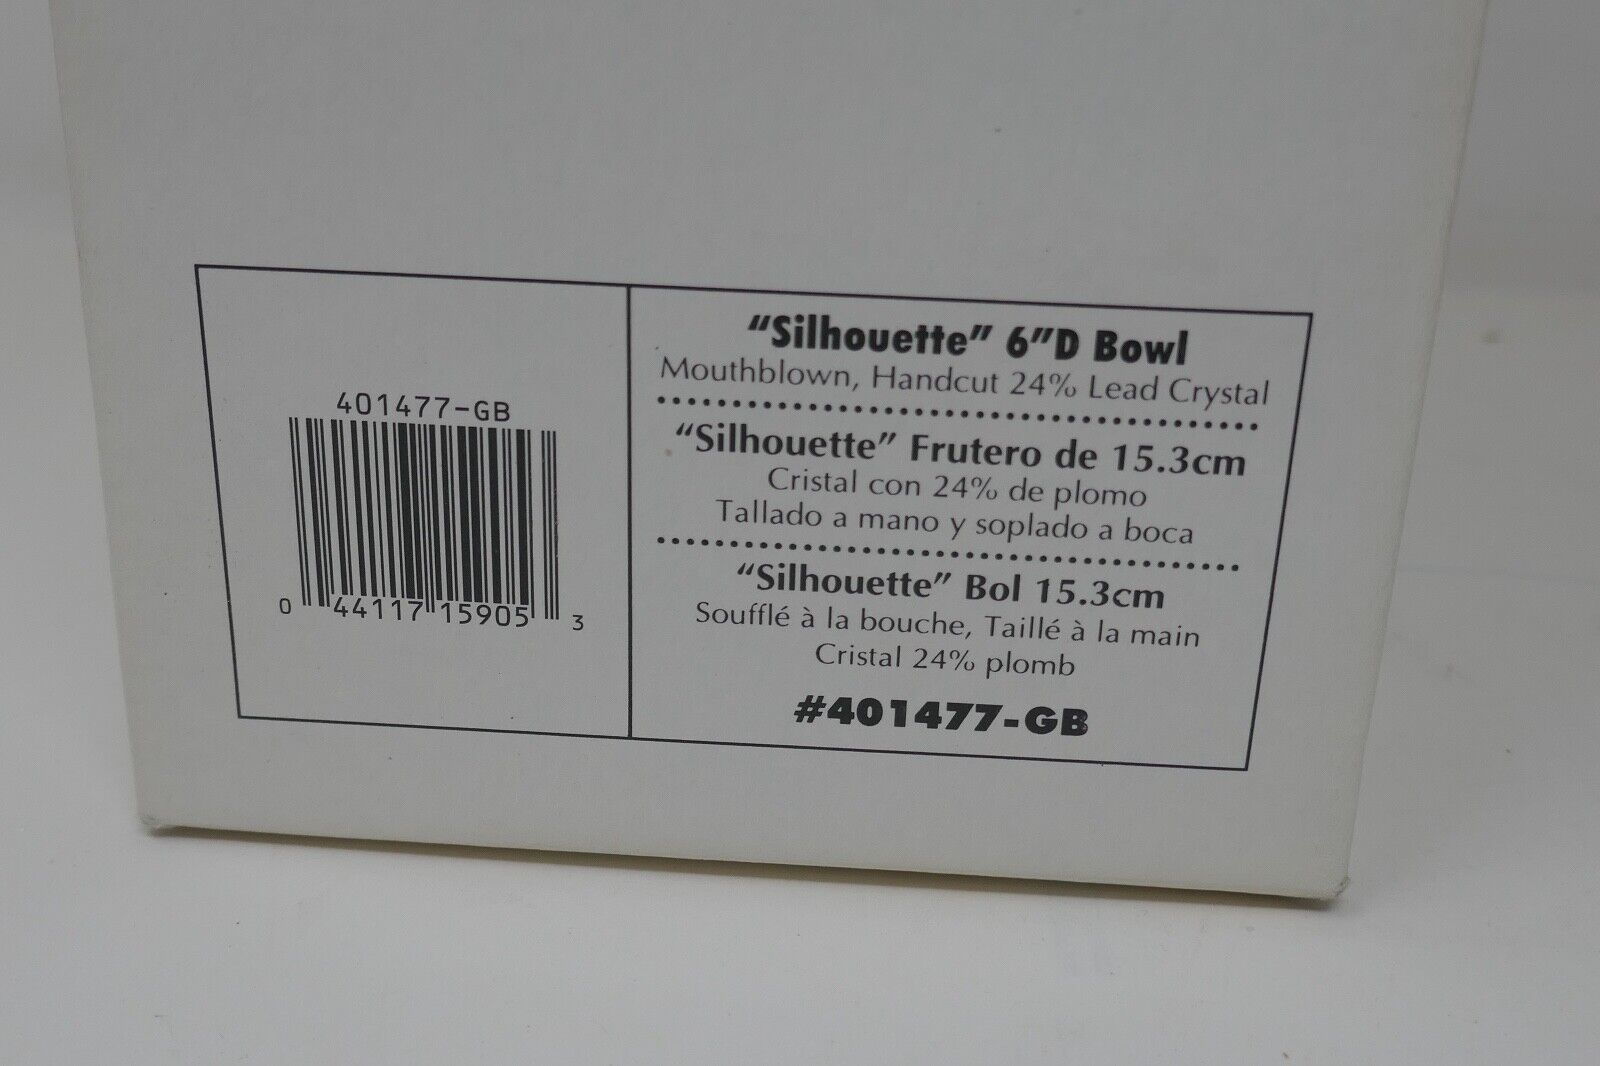 401477-GB
0 44117 15905 3
“Silhouette” 6”D Bowl
Mouthblown, Handcut 24% Lead Crystal
“Silhouette” Frutero de 15.3cm
Cristal con 24% de plomo
Tallado a mano y soplado a boca
“Silhouette” Bol 15.3cm
Soufflé à la bouche, Taillé à la main
Cristal 24% plomb
#401477-GB